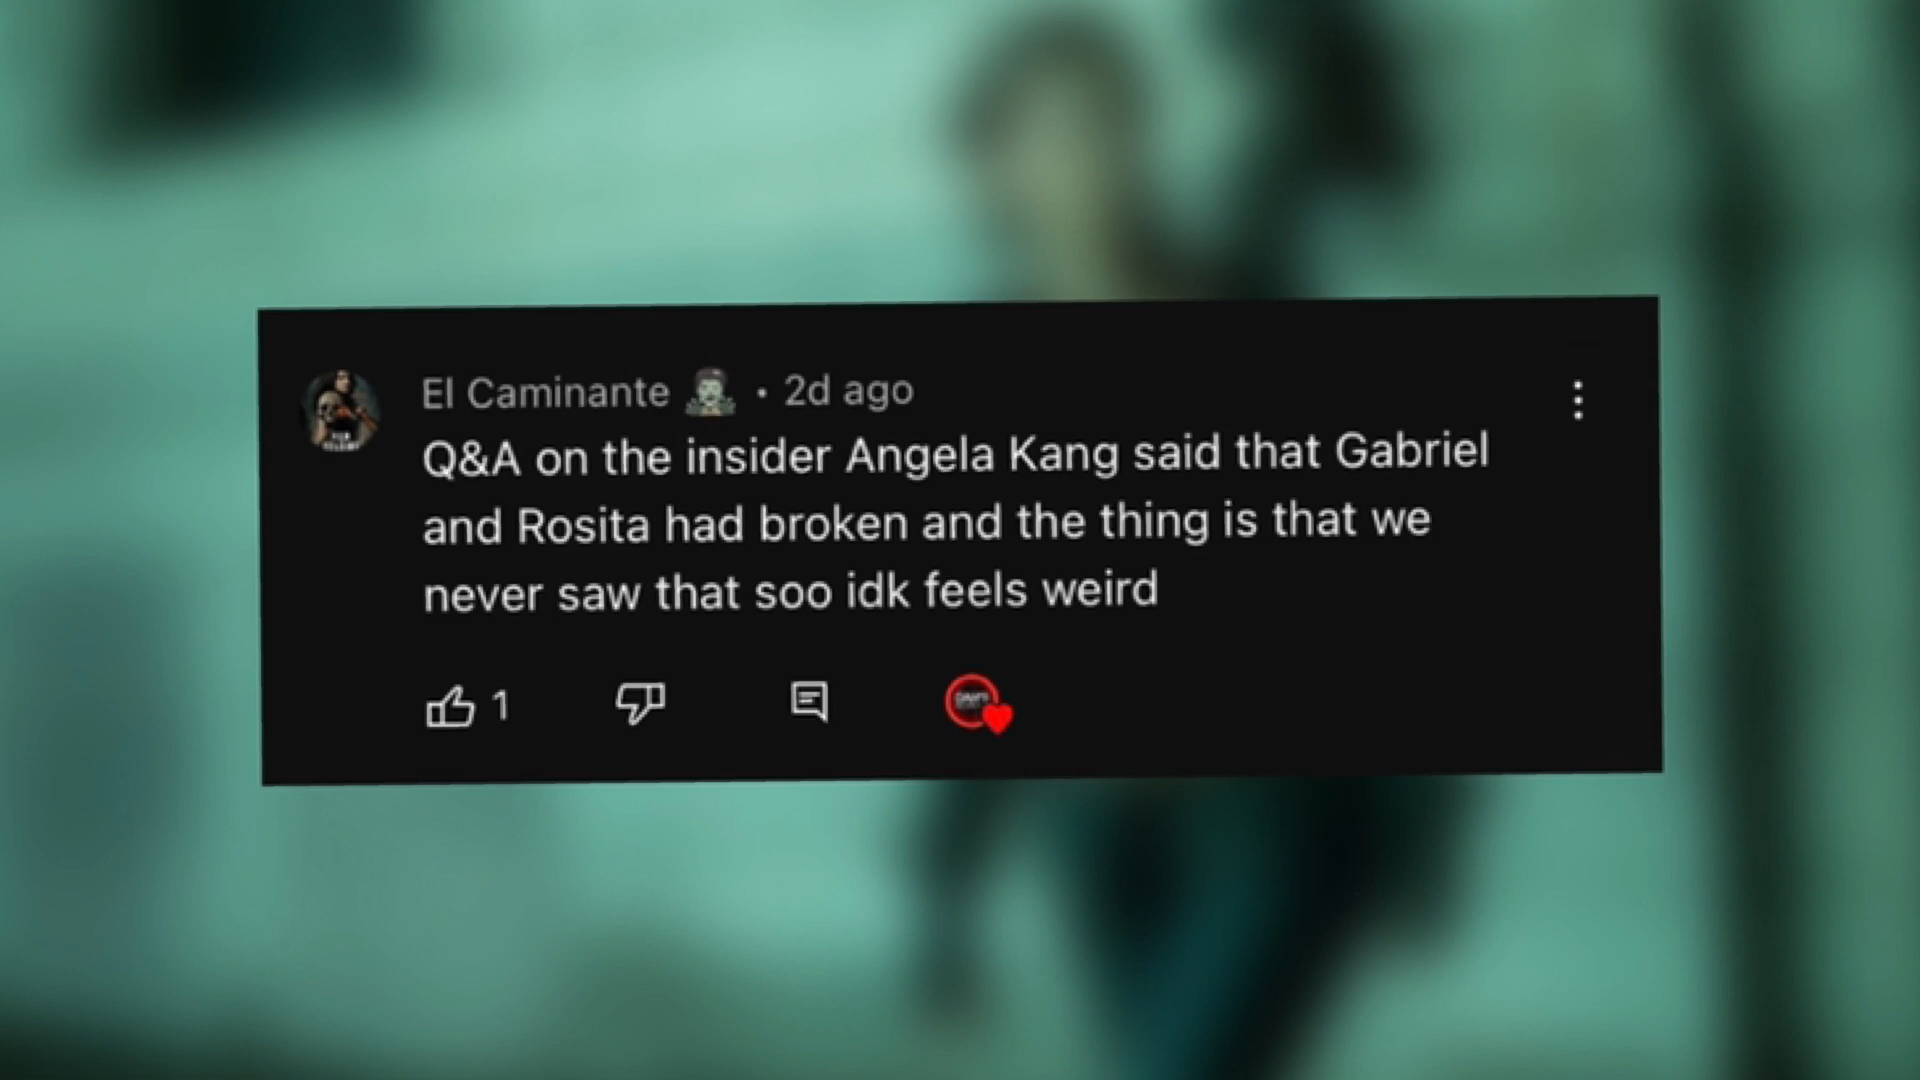 El Caminante 🧟 • 2d ago
Q&A on the insider Angela Kang said that Gabriel
and Rosita had broken and the thing is that we
never saw that soo idk feels weird
1